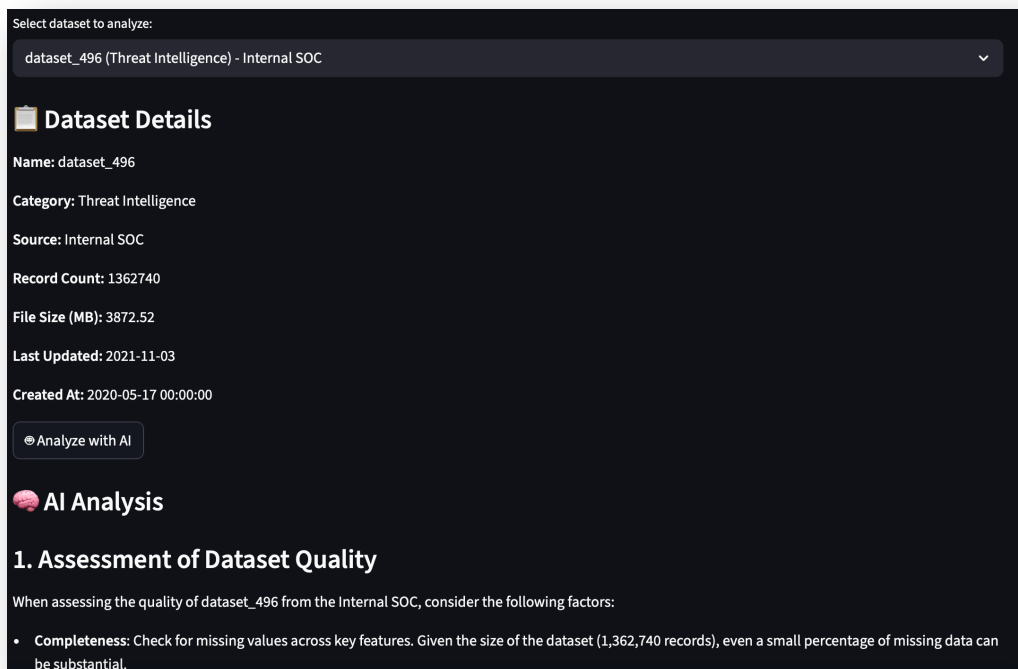 Select dataset to analyze:
dataset_496 (Threat Intelligence) - Internal SOC
Dataset Details
Name: dataset_496
Category: Threat Intelligence
Source: Internal SOC
Record Count: 1362740
File Size (MB): 3872.52
Last Updated: 2021-11-03
Created At: 2020-05-17 00:00:00
Analyze with AI
AI Analysis
1. Assessment of Dataset Quality
When assessing the quality of dataset_496 from the Internal SOC, consider the following factors:
• Completeness: Check for missing values across key features. Given the size of the dataset (1,362,740 records), even a small percentage of missing data can
be substantial.